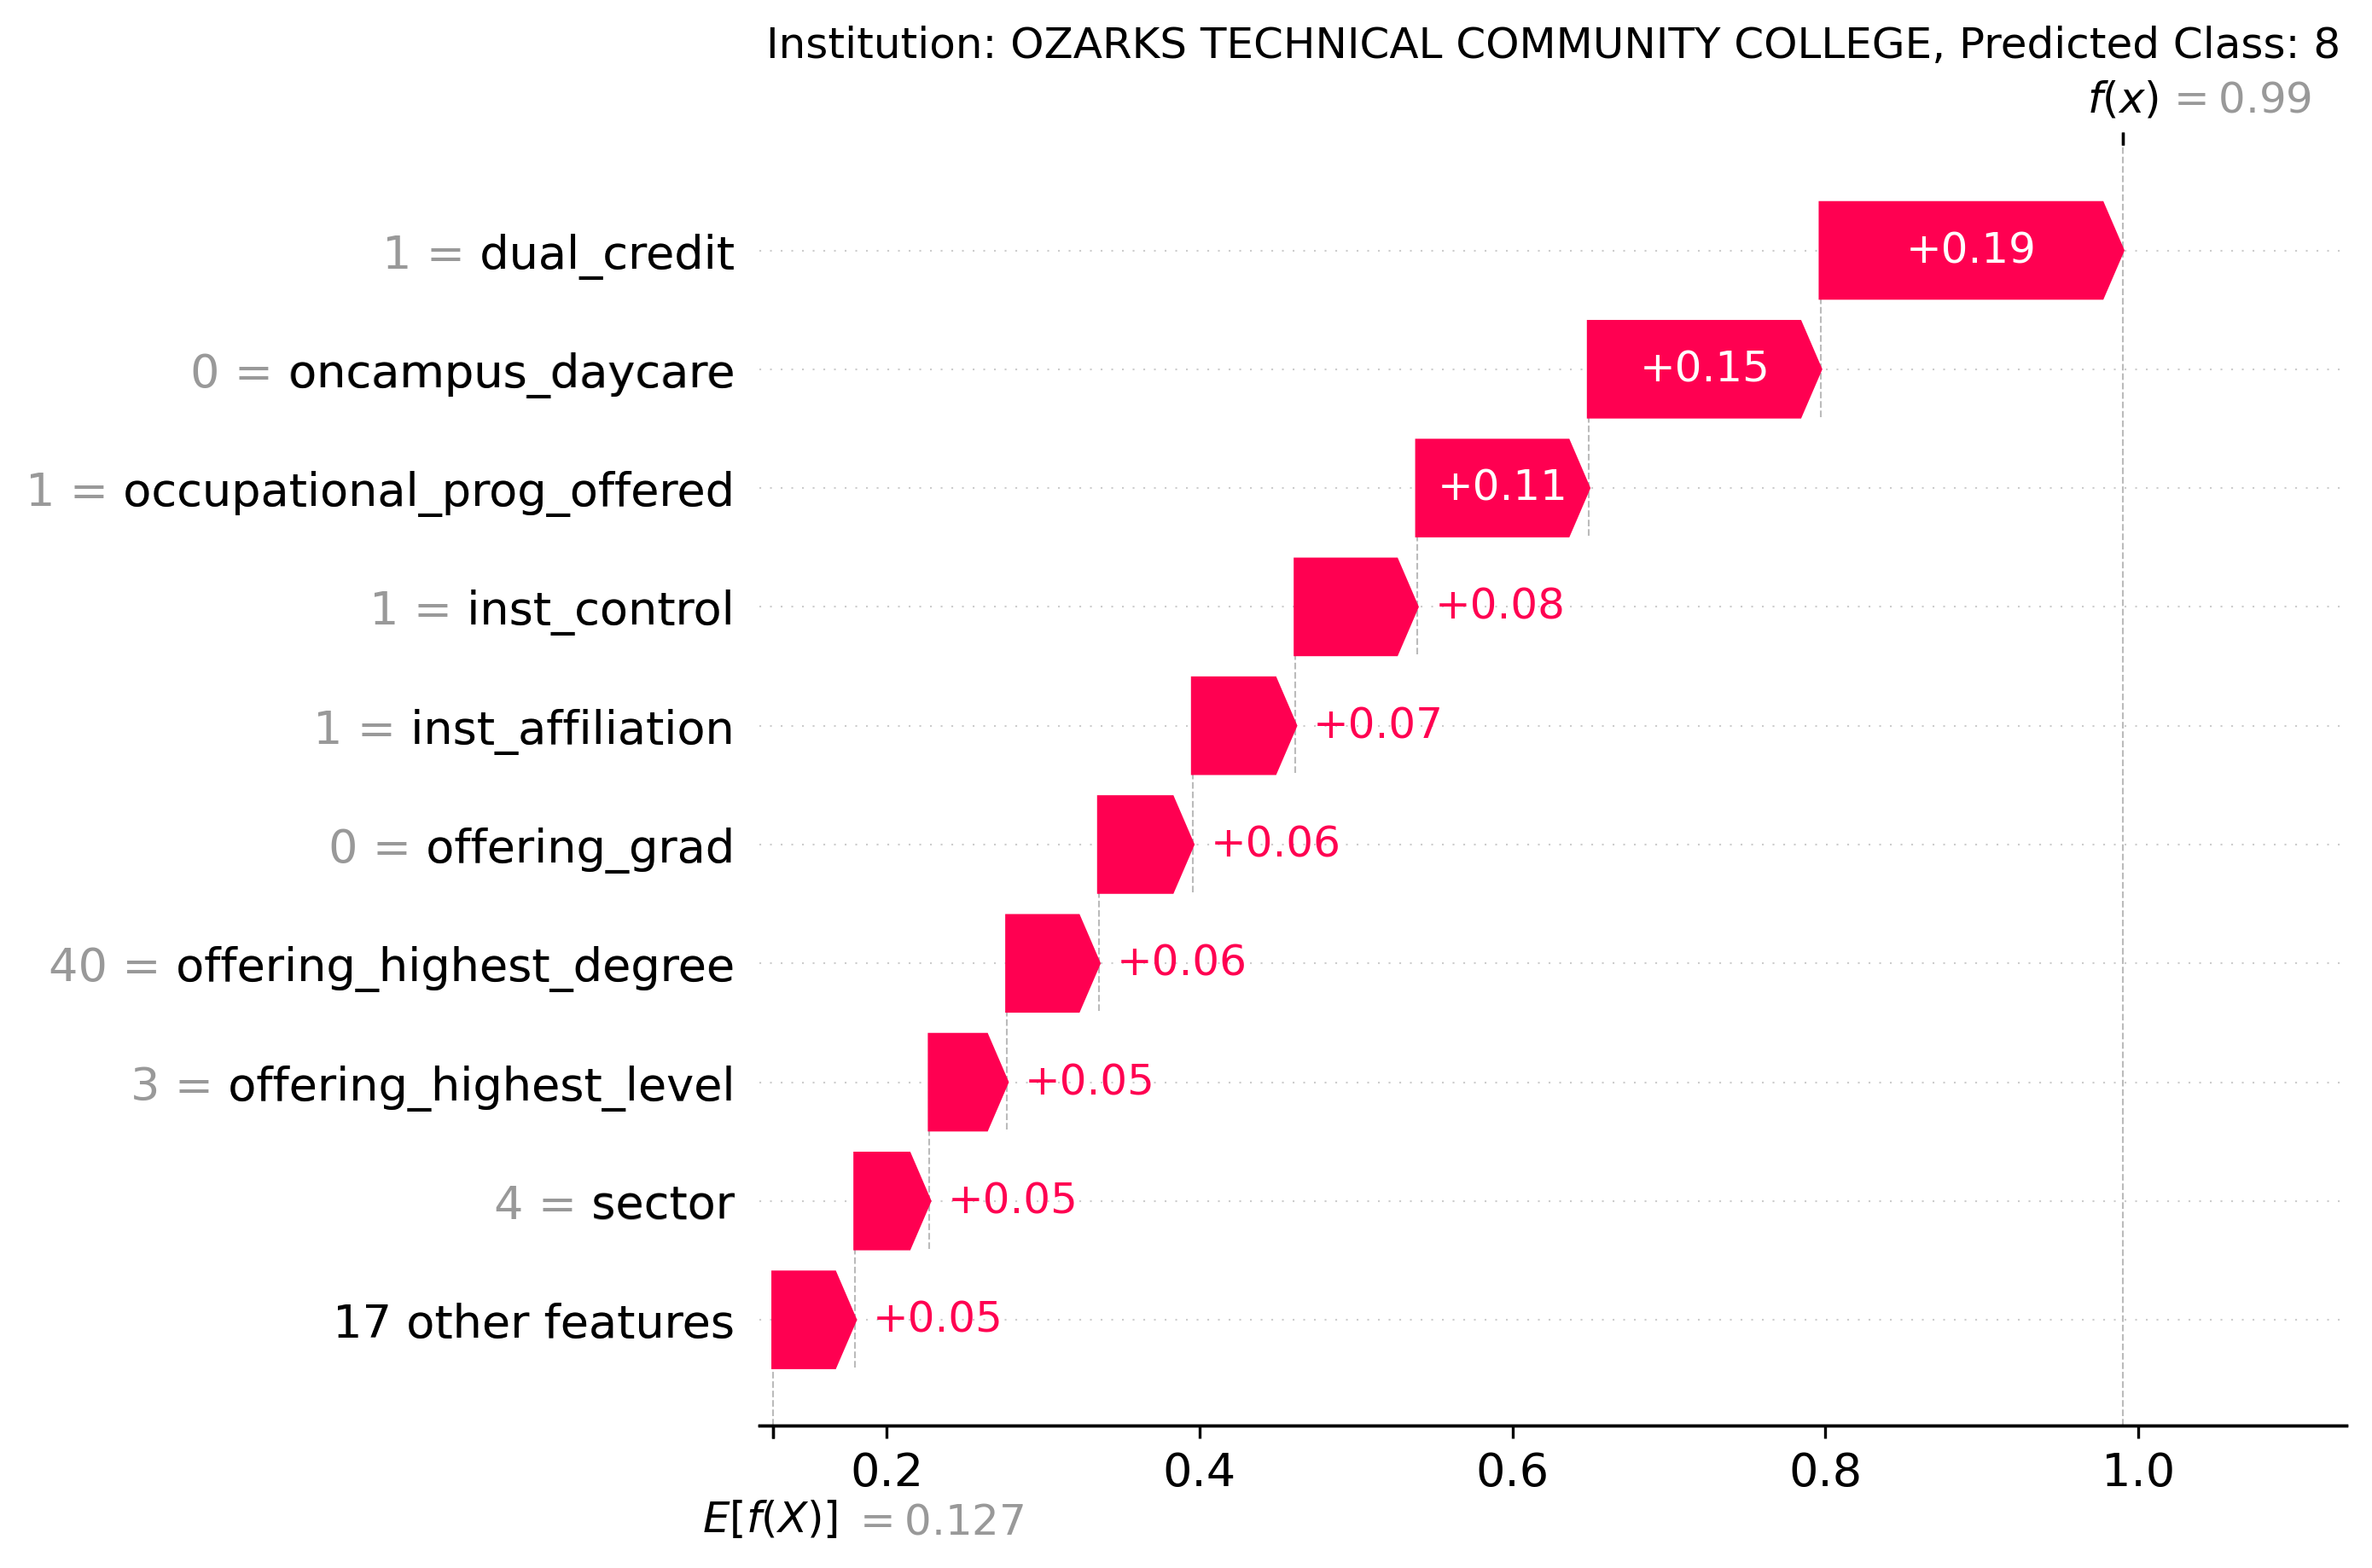 Institution: OZARKS TECHNICAL COMMUNITY COLLEGE, Predicted Class: 8
f(x) = 0.99
1 = dual_credit +0.19
0 = oncampus_daycare +0.15
1 = occupational_prog_offered +0.11
1 = inst_control +0.08
1 = inst_affiliation +0.07
0 = offering_grad +0.06
40 = offering_highest_degree +0.06
3 = offering_highest_level +0.05
4 = sector +0.05
17 other features +0.05
0.2 0.4 0.6 0.8 1.0
E[f(X)] = 0.127